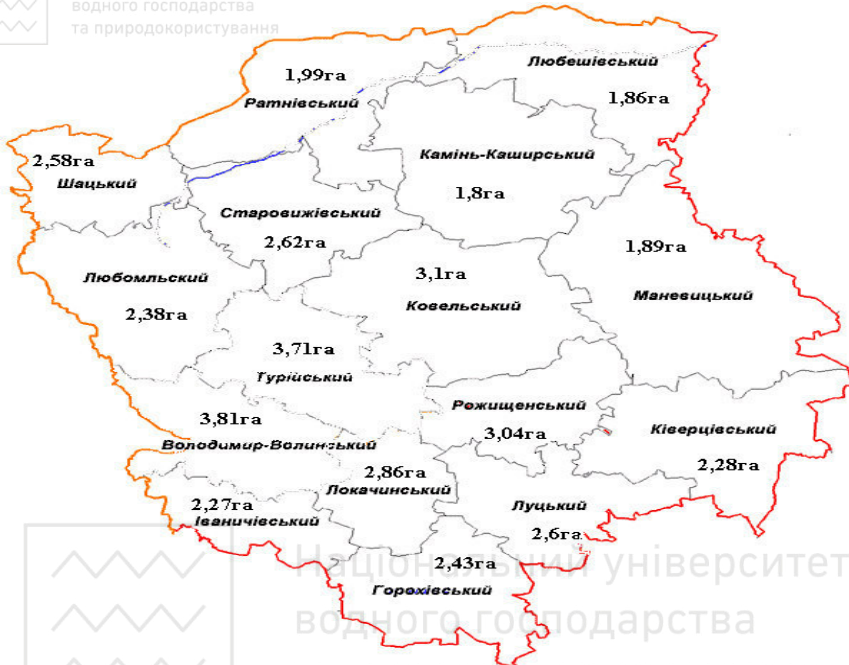 водного господарства
та природокористування
Любешівський
1,86га
1,99га
Ратнівський
Камінь-Каширський
1,8га
2,58га
Шацький
Старовижівський
2,62га
1,89га
Маневицький
Любомльский
2,38га
3,1га
Ковельський
3,71га
Турійський
Рожищенський
3,04га
3,81га
Володимир-Волинський
Ківерцівський
2,28га
2,86га
Локачинський
2,27га
Іваничівський
Луцький
2,6га
2,43га
Горохівський
Національний університет
водного господарства